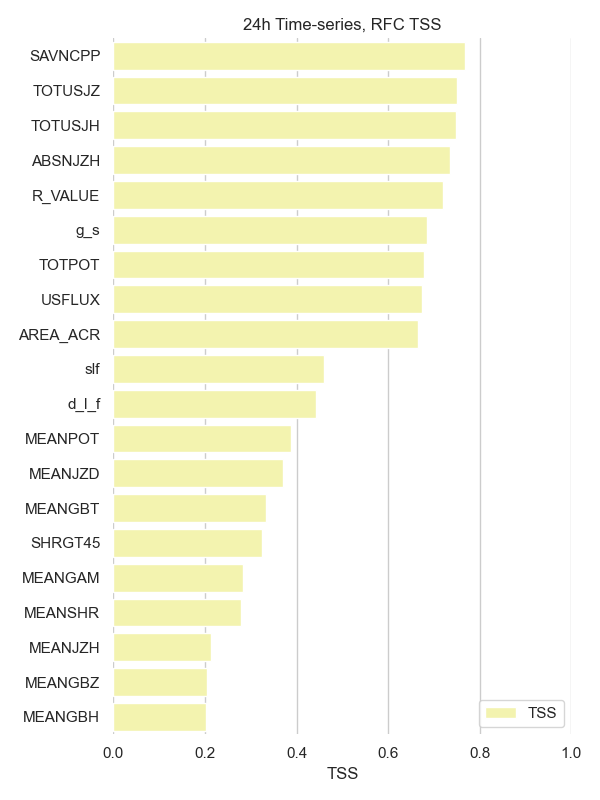 24h Time-series, RFC TSS
SAVNCPP
TOTUSJZ
TOTUSJH
ABSNJZH
R_VALUE
g_s
TOTPOT
USFLUX
AREA_ACR
slf
d_l_f
MEANPOT
MEANJZD
MEANGBT
SHRGT45
MEANGAM
MEANSHR
MEANJZH
MEANGBZ
MEANGBH
TSS
0.0 0.2 0.4 0.6 0.8 1.0
TSS